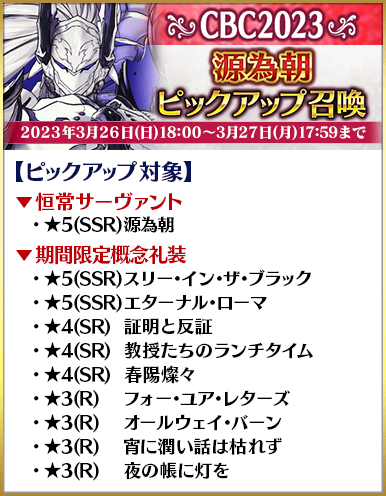 CBC2023
源為朝
ピックアップ召喚
2023年3月26日(日)18:00～3月27日(月)17:59まで
【ピックアップ対象】
▼恒常サーヴァント
・★5(SSR)源為朝
▼期間限定概念礼装
・★5(SSR)スリー・イン・ザ・ブラック
・★5(SSR)エターナル・ローマ
・★4(SR) 証明と反証
・★4(SR) 教授たちのランチタイム
・★4(SR) 春陽燦々
・★3(R) フォー・ユア・レターズ
・★3(R) オールウェイ・バーン
・★3(R) 宵に潤い話は枯れず
・★3(R) 夜の帳に灯を